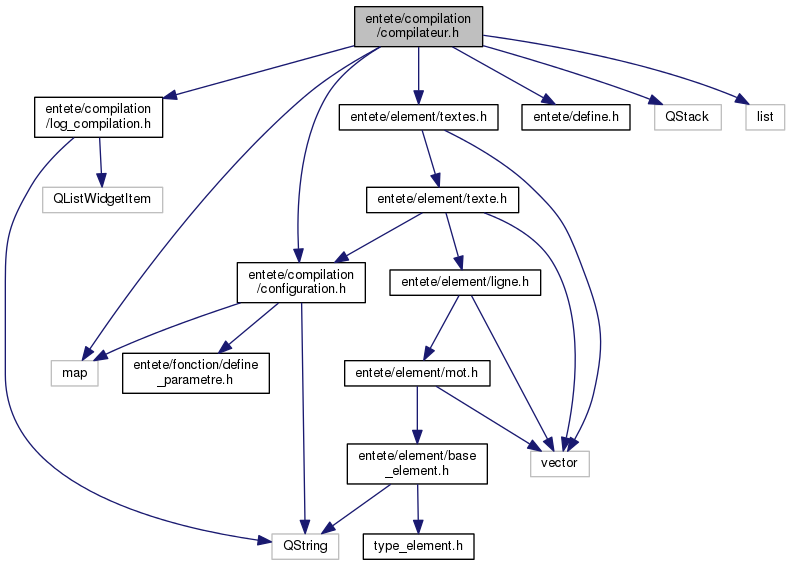 entete/compilation
/compilateur.h
entete/compilation
/log_compilation.h
entete/element/textes.h
entete/define.h
QStack
list
QListWidgetItem
entete/element/texte.h
entete/compilation
/configuration.h
entete/element/ligne.h
map
entete/fonction/define
_parametre.h
entete/element/mot.h
entete/element/base
_element.h
vector
QString
type_element.h